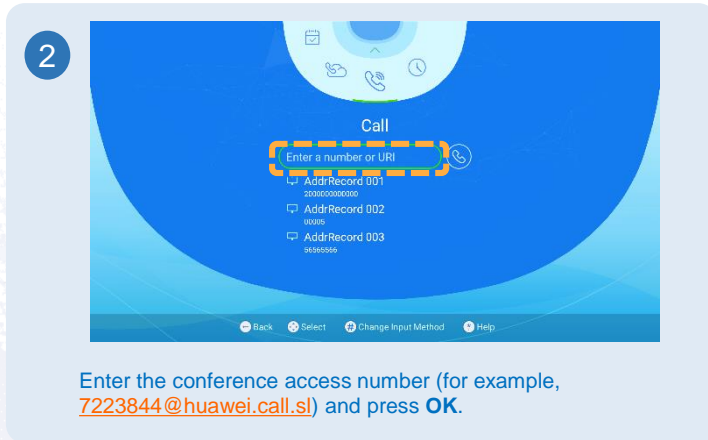 2
Call
Enter a number or URI
AddrRecord 001
2000000000000
AddrRecord 002
00005
AddrRecord 003
56565556
Back Select # Change Input Method * Help
Enter the conference access number (for example,
7223844@huawei.call.sl) and press OK.